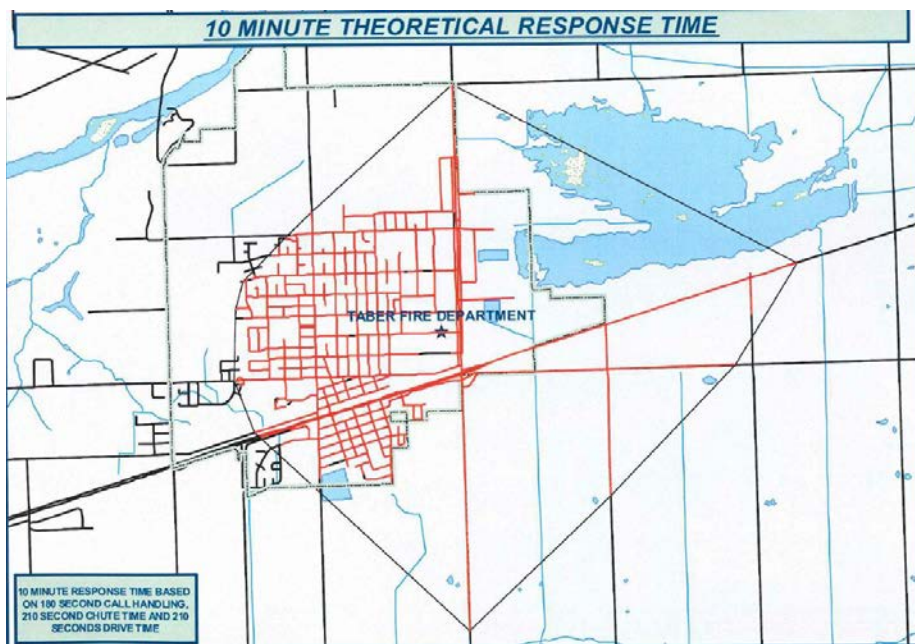 10 MINUTE THEORETICAL RESPONSE TIME
TABER FIRE DEPARTMENT
10 MINUTE RESPONSE TIME BASED
ON 180 SECOND CALL HANDLING,
210 SECOND CHUTE TIME AND 210
SECONDS DRIVE TIME